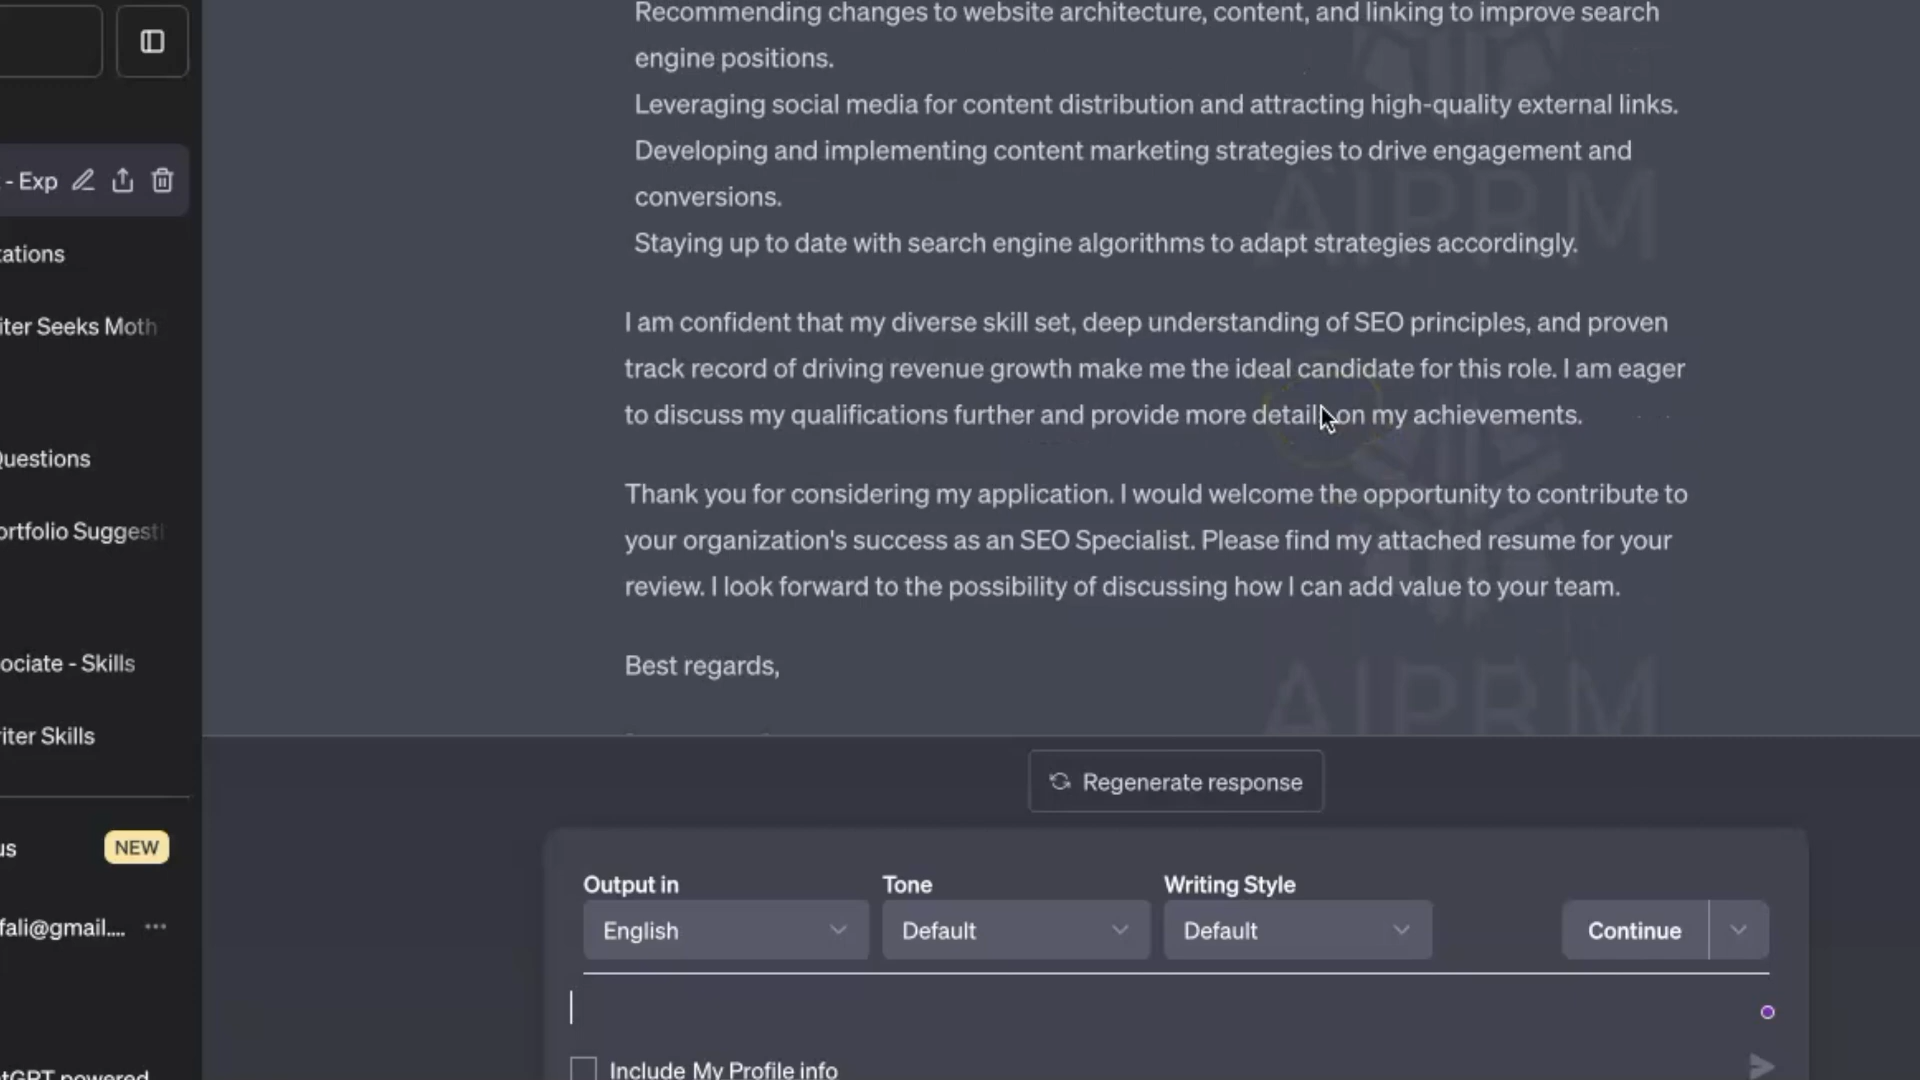 Recommending changes to website architecture, content, and linking to improve search
engine positions.
Leveraging social media for content distribution and attracting high-quality external links.
Developing and implementing content marketing strategies to drive engagement and
conversions.
Staying up to date with search engine algorithms to adapt strategies accordingly.
I am confident that my diverse skill set, deep understanding of SEO principles, and proven
track record of driving revenue growth make me the ideal candidate for this role. I am eager
to discuss my qualifications further and provide more details on my achievements.
Thank you for considering my application. I would welcome the opportunity to contribute to
your organization's success as an SEO Specialist. Please find my attached resume for your
review. I look forward to the possibility of discussing how I can add value to your team.
Best regards,
AIPRM
AIPRM
- Exp
ations
iter Seeks Moth
Questions
ortfolio Suggesti
ociate - Skills
iter Skills
us NEW
fali@gmail.... ···
tGPT powered
Regenerate response
Output in Tone Writing Style
English Default Default Continue
Include My Profile info